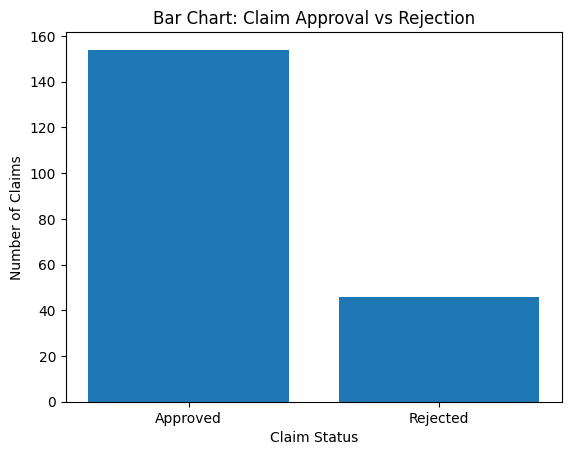 Bar Chart: Claim Approval vs Rejection
160
140
120
100
80
60
40
20
0
Number of Claims
Approved
Rejected
Claim Status